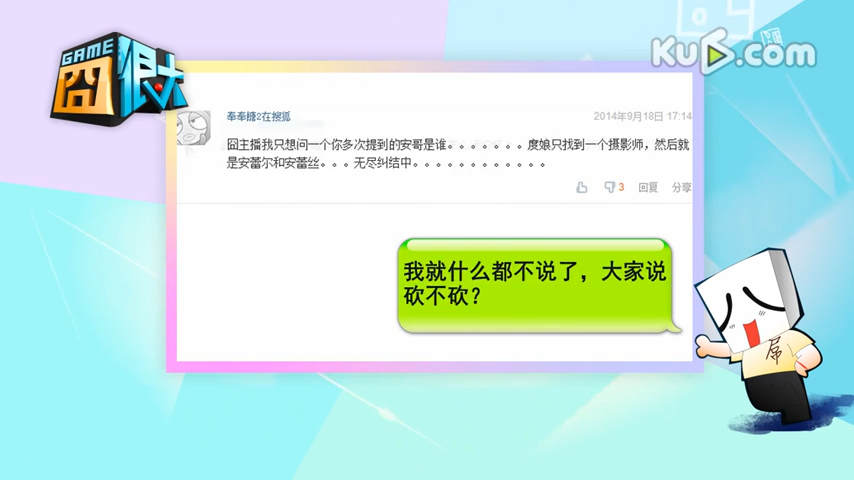 GAME
囧很大
Ku6.com
奉奉糖2在搜狐
2014年9月18日 17:14
囧主播我只想问一个你多次提到的安哥是谁。。。。。。。度娘只找到一个摄影师，然后就
是安蕾尔和安蕾丝。。。无尽纠结中。。。。。。。。。。。。
3 回复 分享
我就什么都不说了，大家说
砍不砍？
屌